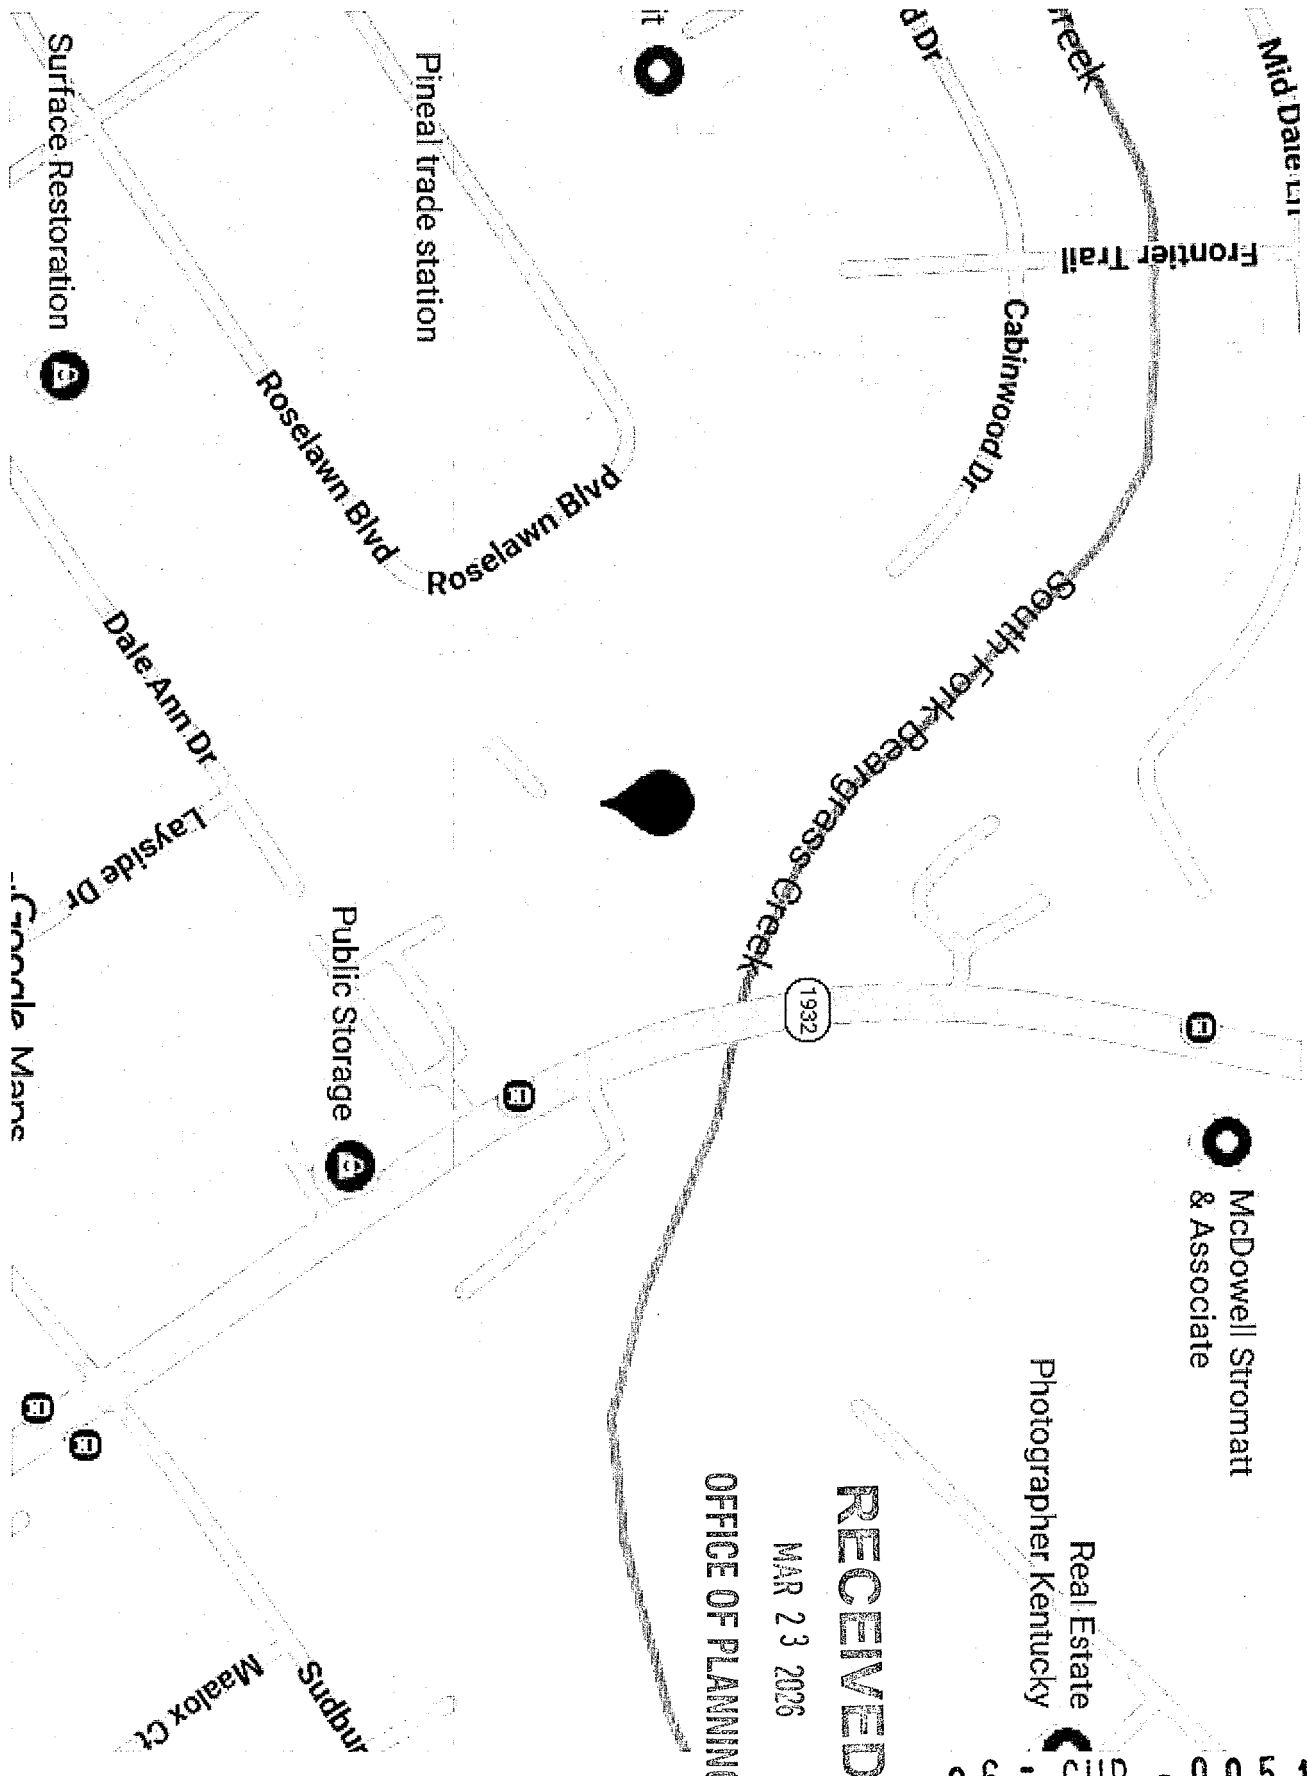 Mid Dale Ln
McDowell Stromatt
& Associate
Frontier Trail
reek
Real Estate
Photographer Kentucky
Cabinwood Dr
d Dr
South Fork Beargrass Creek
1932
RECEIVED
MAR 23 2026
OFFICE OF PLANNING
it
Roselawn Blvd
Pineal trade station
Roselawn Blvd
Public Storage
Sudbur
Maalox Ct
Dale Ann Dr
Layside Dr
Surface Restoration
Google Maps